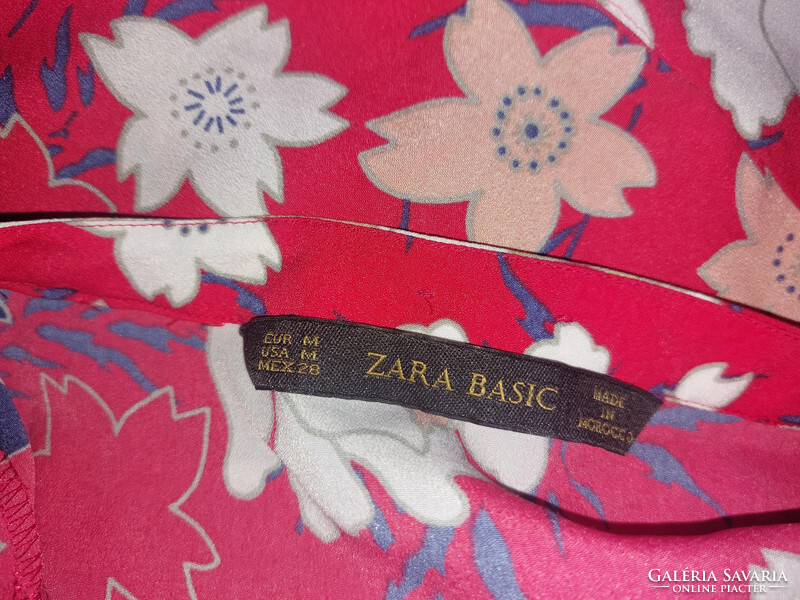 EUR M
USA M
MEX 28
ZARA BASIC
MADE
IN
MOROCCO
GALÉRIA SAVARIA
ONLINE PIACTÉR